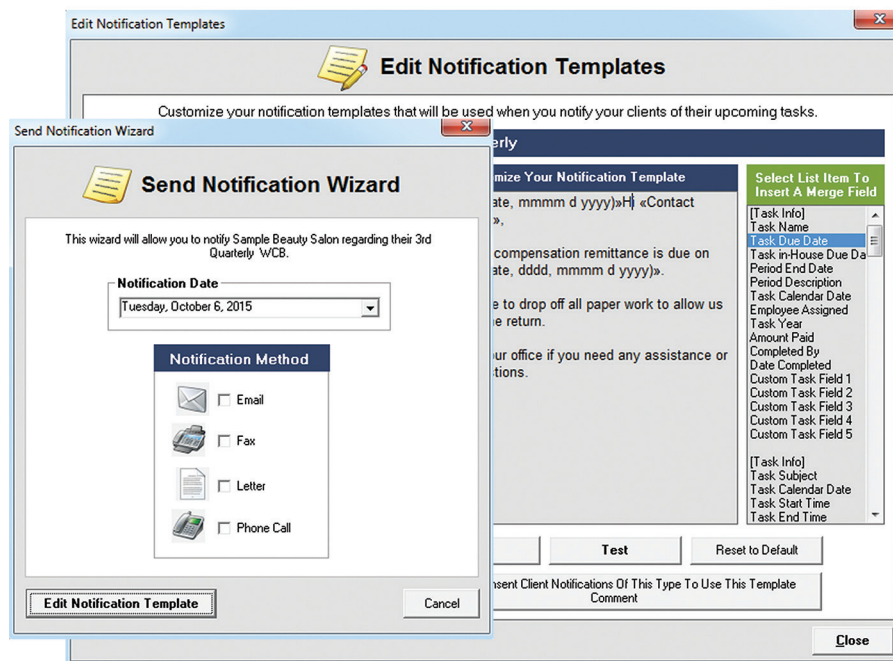 Edit Notification Templates
Edit Notification Templates
Customize your notification templates that will be used when you notify your clients of their upcoming tasks.
Send Notification Wizard
Send Notification Wizard
This wizard will allow you to notify Sample Beauty Salon regarding their 3rd
Quarterly WCB.
Notification Date
Tuesday, October 6, 2015
Notification Method
Email
Fax
Letter
Phone Call
Edit Notification Template
Cancel
erly
mize Your Notification Template
ate, mmmm d yyyy)»Hi «Contact
»,
compensation remittance is due on
ate, dddd, mmmm d yyyy)».
e to drop off all paper work to allow us
e return.
ur office if you need any assistance or
tions.
Select List Item To
Insert A Merge Field
[Task Info]
Task Name
Task Due Date
Task in-House Due Da
Period End Date
Period Description
Task Calendar Date
Employee Assigned
Task Year
Amount Paid
Completed By
Date Completed
Custom Task Field 1
Custom Task Field 2
Custom Task Field 3
Custom Task Field 4
Custom Task Field 5
[Task Info]
Task Subject
Task Calendar Date
Task Start Time
Task End Time
Test
Reset to Default
nsent Client Notifications Of This Type To Use This Template
Comment
Close